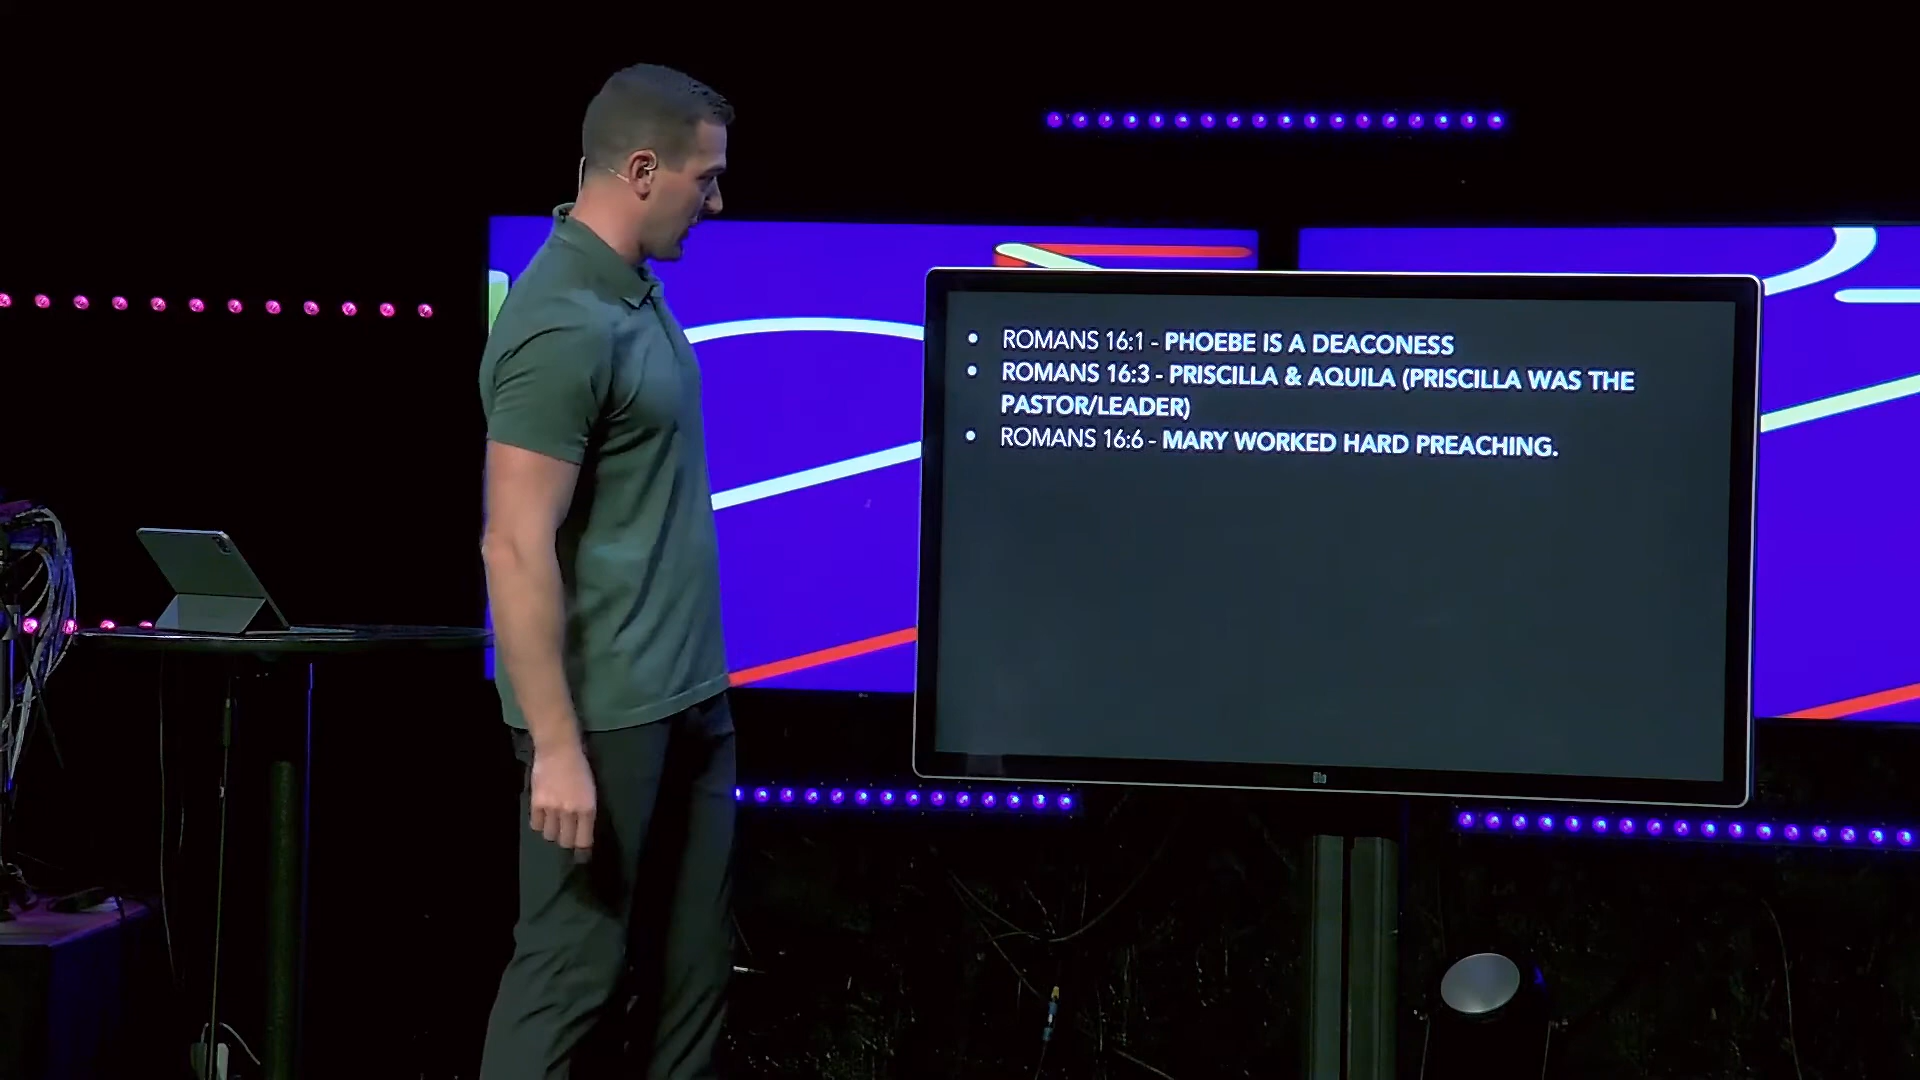 • ROMANS 16:1 - PHOEBE IS A DEACONESS
• ROMANS 16:3 - PRISCILLA & AQUILA (PRISCILLA WAS THE
PASTOR/LEADER)
• ROMANS 16:6 - MARY WORKED HARD PREACHING.
elo